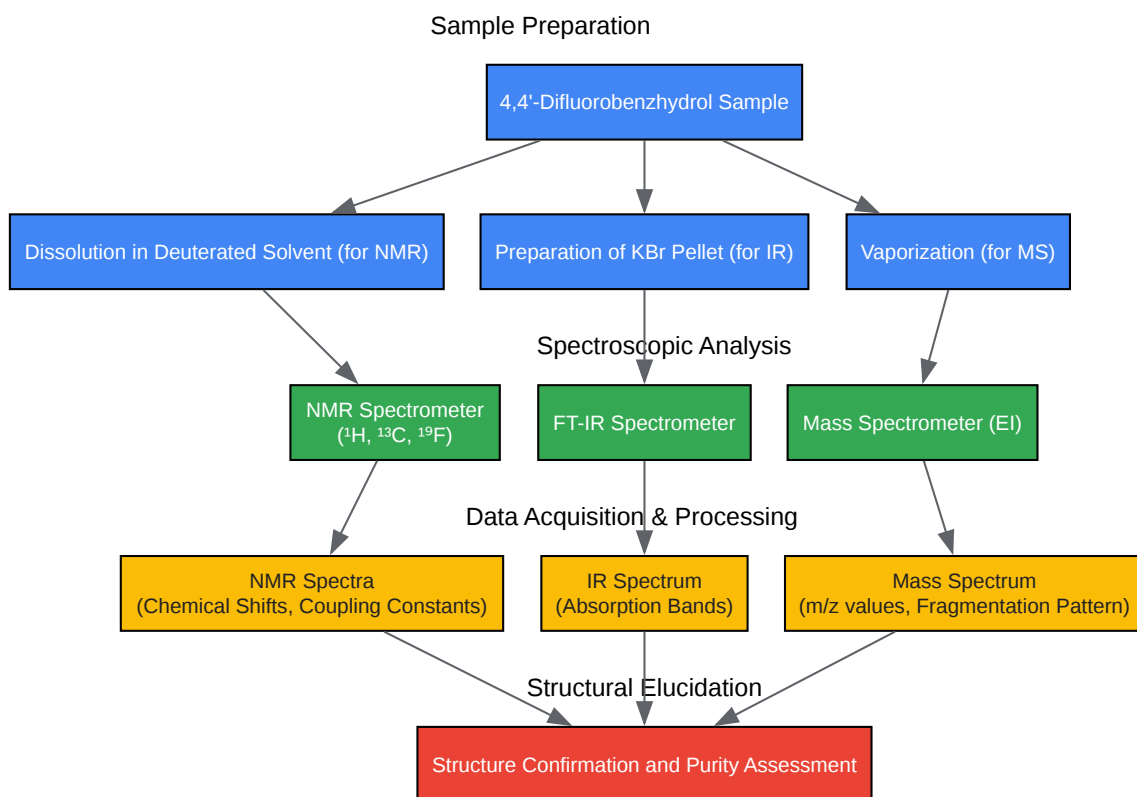 Sample Preparation
4,4'-Difluorobenzhydrol Sample
Dissolution in Deuterated Solvent (for NMR)
Preparation of KBr Pellet (for IR)
Vaporization (for MS)
Spectroscopic Analysis
NMR Spectrometer
(¹H, ¹³C, ¹⁹F)
FT-IR Spectrometer
Mass Spectrometer (EI)
Data Acquisition & Processing
NMR Spectra
(Chemical Shifts, Coupling Constants)
IR Spectrum
(Absorption Bands)
Mass Spectrum
(m/z values, Fragmentation Pattern)
Structural Elucidation
Structure Confirmation and Purity Assessment